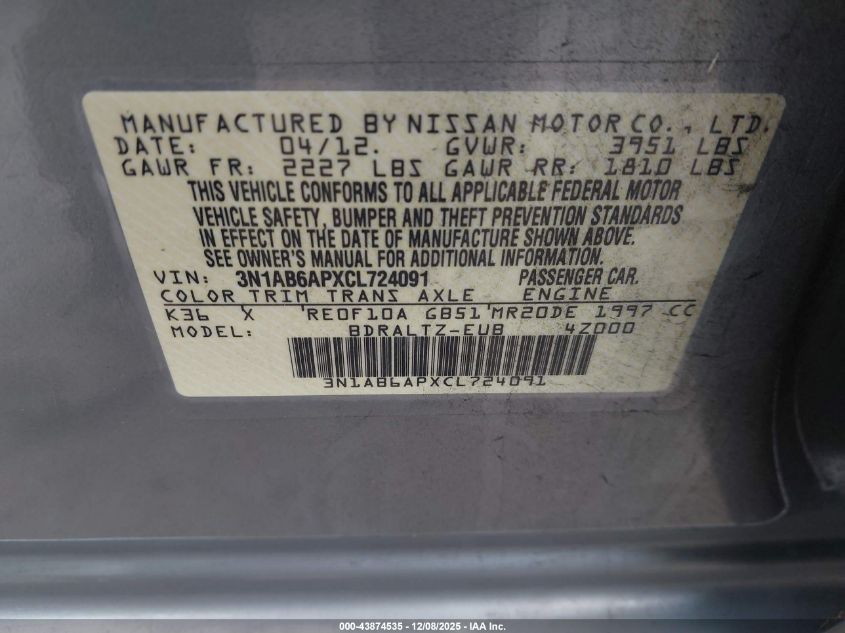 MANUFACTURED BY NISSAN MOTOR CO., LTD.
DATE: 04/12. GVWR: 3951 LBS
GAWR FR: 2227 LBS GAWR RR: 1810 LBS
THIS VEHICLE CONFORMS TO ALL APPLICABLE FEDERAL MOTOR
VEHICLE SAFETY, BUMPER AND THEFT PREVENTION STANDARDS
IN EFFECT ON THE DATE OF MANUFACTURE SHOWN ABOVE.
SEE OWNER'S MANUAL FOR ADDITIONAL INFORMATION.
VIN: 3N1AB6APXCL724091 PASSENGER CAR.
COLOR TRIM TRANS AXLE ENGINE
K36 X RE0F10A GB51 MR20DE 1997 CC
MODEL: BDRALTZ-EUB 4Z000
3N1AB6APXCL724091
000-43874535 - 12/08/2025 - IAA Inc.